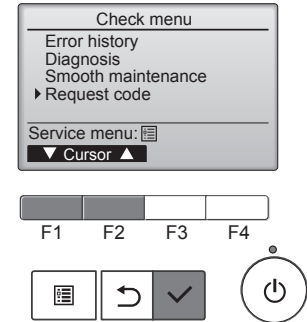 Check menu
Error history
Diagnosis
Smooth maintenance
Request code
Service menu:
▼ Cursor ▲
F1 F2 F3 F4